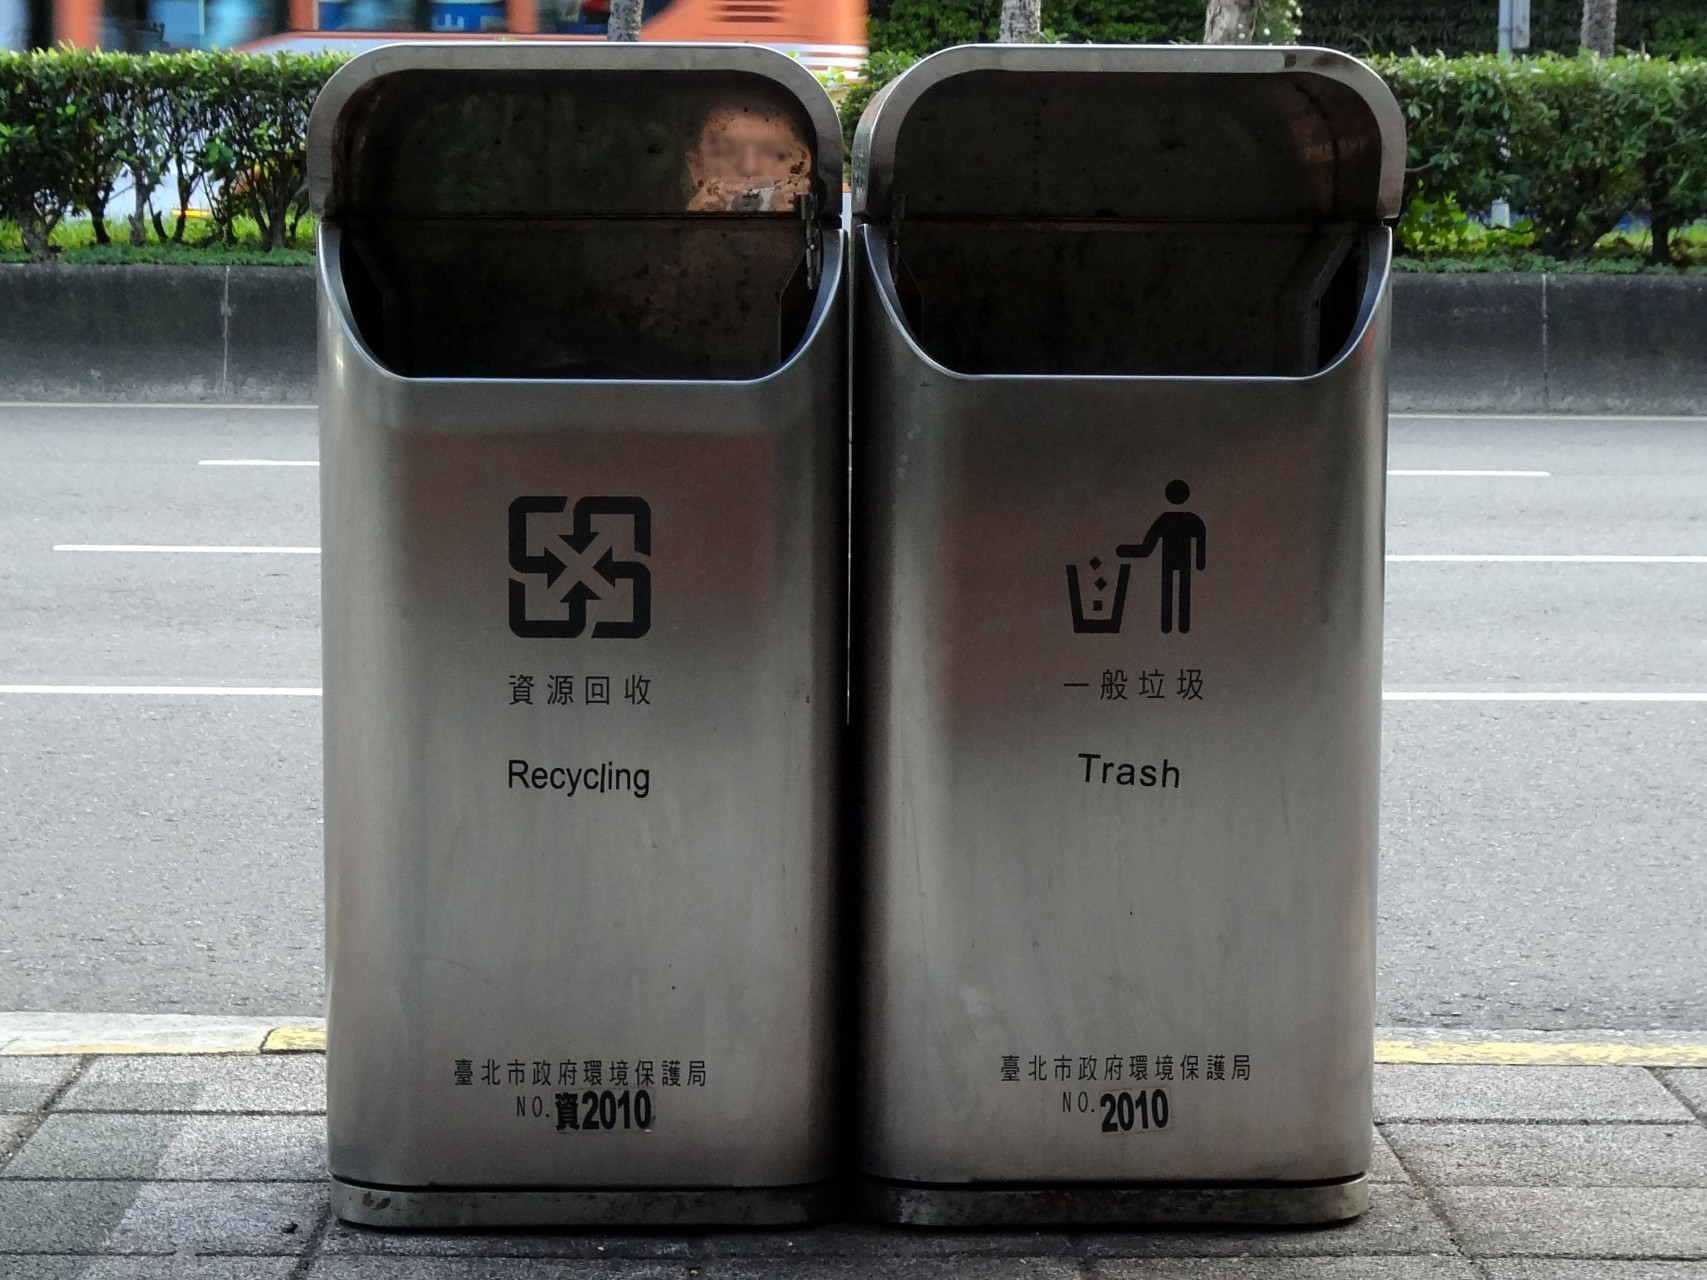 資源回收
Recycling
臺北市政府環境保護局
NO.資2010
一般垃圾
Trash
臺北市政府環境保護局
NO.2010